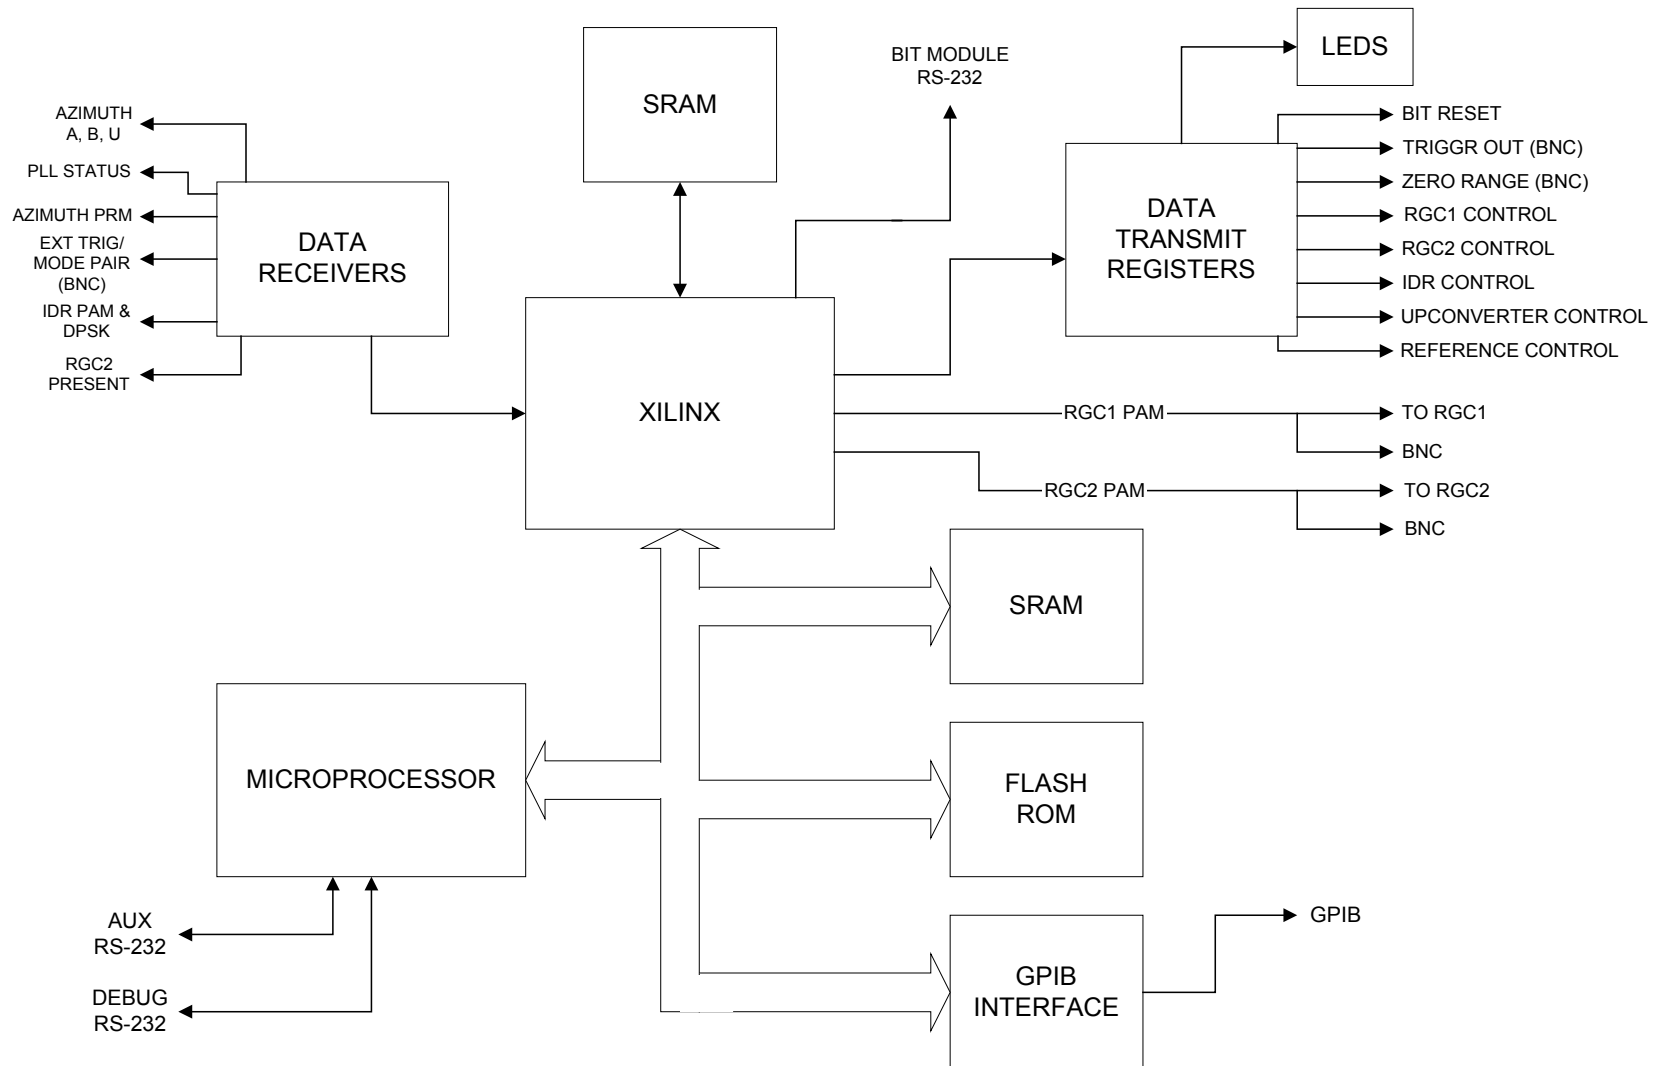 LEDS
BIT MODULE
RS-232
SRAM
AZIMUTH
A, B, U
PLL STATUS
AZIMUTH PRM
EXT TRIG/
MODE PAIR
(BNC)
IDR PAM &
DPSK
RGC2
PRESENT
DATA
RECEIVERS
DATA
TRANSMIT
REGISTERS
BIT RESET
TRIGGR OUT (BNC)
ZERO RANGE (BNC)
RGC1 CONTROL
RGC2 CONTROL
IDR CONTROL
UPCONVERTER CONTROL
REFERENCE CONTROL
XILINX
RGC1 PAM
TO RGC1
BNC
RGC2 PAM
TO RGC2
BNC
SRAM
MICROPROCESSOR
FLASH
ROM
AUX
RS-232
DEBUG
RS-232
GPIB
INTERFACE
GPIB